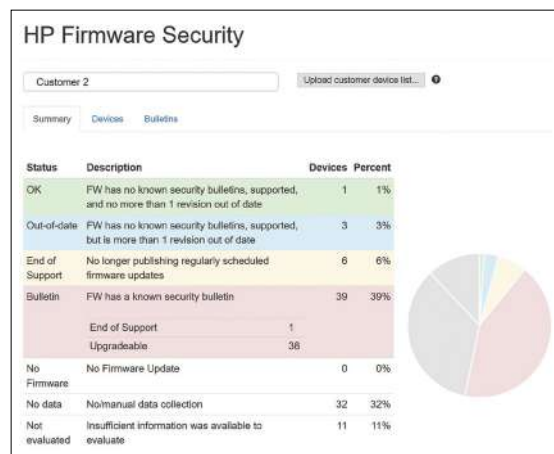 HP Firmware Security
Customer 2
Upload customer device list... ?
Summary Devices Bulletins
Status Description Devices Percent
OK FW has no known security bulletins, supported, 1 1%
and no more than 1 revision out of date
Out-of-date FW has no known security bulletins, supported, 3 3%
but is more than 1 revision out of date
End of No longer publishing regularly scheduled 6 6%
Support firmware updates
Bulletin FW has a known security bulletin 39 39%
End of Support 1
Upgradeable 38
No No Firmware Update 0 0%
Firmware
No data No/manual data collection 32 32%
Not Insufficient information was available to 11 11%
evaluated evaluate